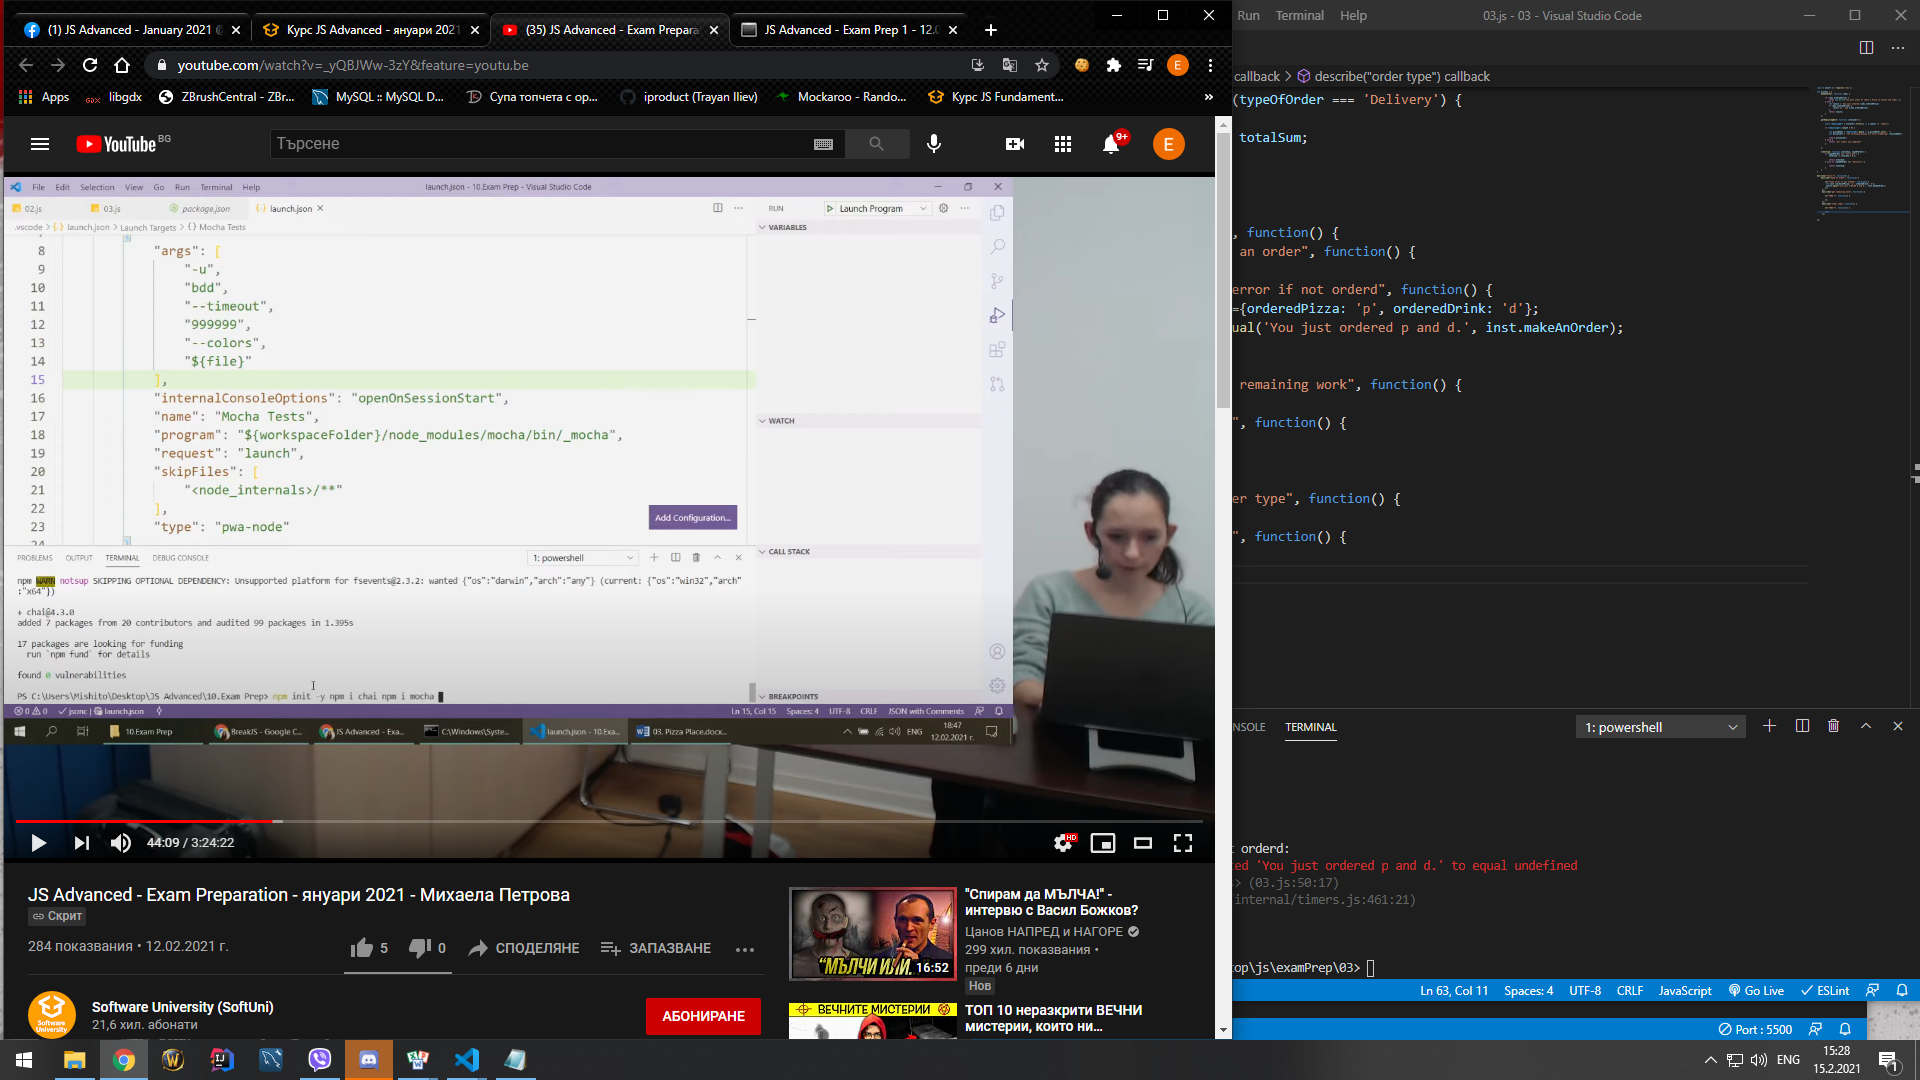 (1) JS Advanced - January 2021 @
Курс JS Advanced - януари 2021
(35) JS Advanced - Exam Prepara
JS Advanced - Exam Prep 1 - 12.0
youtube.com/watch?v=_yQBJWw-3zY&feature=youtu.be
Apps
libgdx
ZBrushCentral - ZBr...
MySQL :: MySQL D...
Супа топчета с ор...
iproduct (Trayan Iliev)
Mockaroo - Rando...
Курс JS Fundament...
YouTube BG
Търсене
9+
E
File Edit Selection View Go Run Terminal Help
launch.json - 10.Exam Prep - Visual Studio Code
02.js
03.js
package.json
launch.json
RUN
Launch Program
.vscode > launch.json > Launch Targets > {} Mocha Tests
VARIABLES
8 "args": [
9 "-u",
10 "bdd",
11 "--timeout",
12 "999999",
13 "--colors",
14 "${file}"
15 ],
16 "internalConsoleOptions": "openOnSessionStart",
17 "name": "Mocha Tests",
18 "program": "${workspaceFolder}/node_modules/mocha/bin/_mocha",
19 "request": "launch",
20 "skipFiles": [
21 "<node_internals>/**"
22 ],
23 "type": "pwa-node"
24 }
WATCH
Add Configuration...
CALL STACK
BREAKPOINTS
PROBLEMS OUTPUT TERMINAL DEBUG CONSOLE
1: powershell
npm WARN notsup SKIPPING OPTIONAL DEPENDENCY: Unsupported platform for fsevents@2.3.2: wanted {"os":"darwin","arch":"any"} (current: {"os":"win32","arch"
:"x64"})
+ chai@4.3.0
added 7 packages from 20 contributors and audited 99 packages in 1.395s
17 packages are looking for funding
run `npm fund` for details
found 0 vulnerabilities
PS C:\Users\Mishito\Desktop\JS Advanced\10.Exam Prep> npm init -y npm i chai npm i mocha
0 0 jsonc | launch.json
Ln 15, Col 15 Spaces: 4 UTF-8 CRLF JSON with Comments
10.Exam Prep
BreakJS - Google C...
JS Advanced - Exa...
C:\Windows\Syste...
launch.json - 10.Exa...
03. Pizza Place.docx...
ENG
18:47
12.02.2021 г.
44:09 / 3:24:22
HD
JS Advanced - Exam Preparation - януари 2021 - Михаела Петрова
Скрит
284 показвания • 12.02.2021 г.
5
0
СПОДЕЛЯНЕ
ЗАПАЗВАНЕ
Software University (SoftUni)
21,6 хил. абонати
АБОНИРАНЕ
"МЪЛЧИ ИЛИ.
16:52
"Спирам да МЪЛЧА!" -
интервю с Васил Божков?
Цанов НАПРЕД и НАГОРЕ
299 хил. показвания •
преди 6 дни
Нов
ВЕЧНИТЕ МИСТЕРИИ
ТОП 10 неразкрити ВЕЧНИ
мистерии, които ни...
Run Terminal Help
03.js - 03 - Visual Studio Code
callback > describe("order type") callback
(typeOfOrder === 'Delivery') {
totalSum;
, function() {
an order", function() {
error if not orderd", function() {
={orderedPizza: 'p', orderedDrink: 'd'};
ual('You just ordered p and d.', inst.makeAnOrder);
remaining work", function() {
", function() {
er type", function() {
", function() {
NSOLE
TERMINAL
1: powershell
t orderd:
ted 'You just ordered p and d.' to equal undefined
> (03.js:50:17)
internal/timers.js:461:21)
top\js\examPrep\03>
Ln 63, Col 11 Spaces: 4 UTF-8 CRLF JavaScript Go Live ESLint
Port : 5500
ENG
15:28
15.2.2021
1